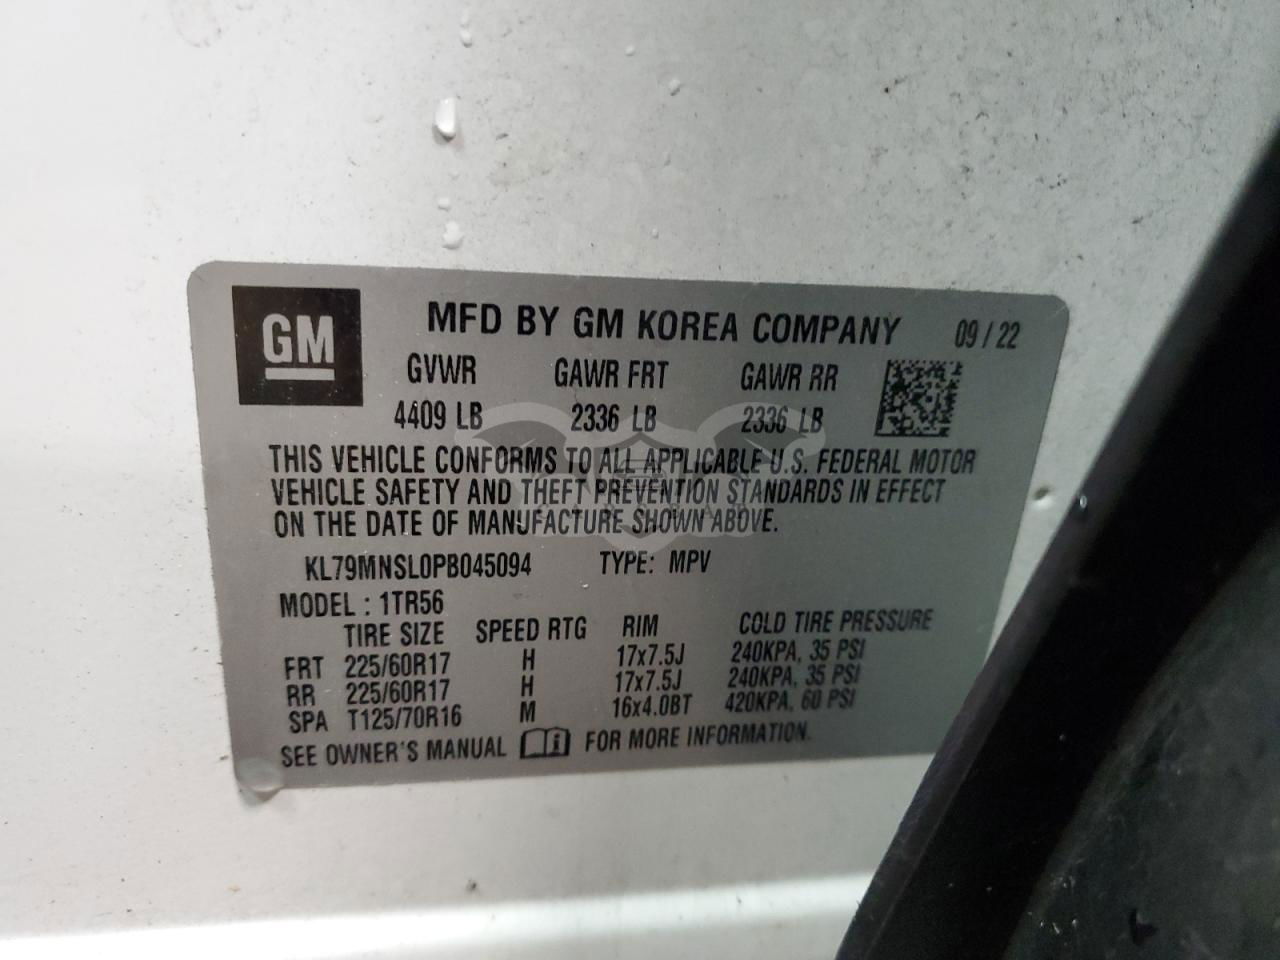 GM
MFD BY GM KOREA COMPANY 09/22
GVWR GAWR FRT GAWR RR
4409 LB 2336 LB 2336 LB
THIS VEHICLE CONFORMS TO ALL APPLICABLE U.S. FEDERAL MOTOR
VEHICLE SAFETY AND THEFT PREVENTION STANDARDS IN EFFECT
ON THE DATE OF MANUFACTURE SHOWN ABOVE.
KL79MNSL0PB045094 TYPE: MPV
MODEL : 1TR56
TIRE SIZE SPEED RTG RIM COLD TIRE PRESSURE
FRT 225/60R17 H 17x7.5J 240KPA, 35 PSI
RR 225/60R17 H 17x7.5J 240KPA, 35 PSI
SPA T125/70R16 M 16x4.0BT 420KPA, 60 PSI
SEE OWNER'S MANUAL FOR MORE INFORMATION.